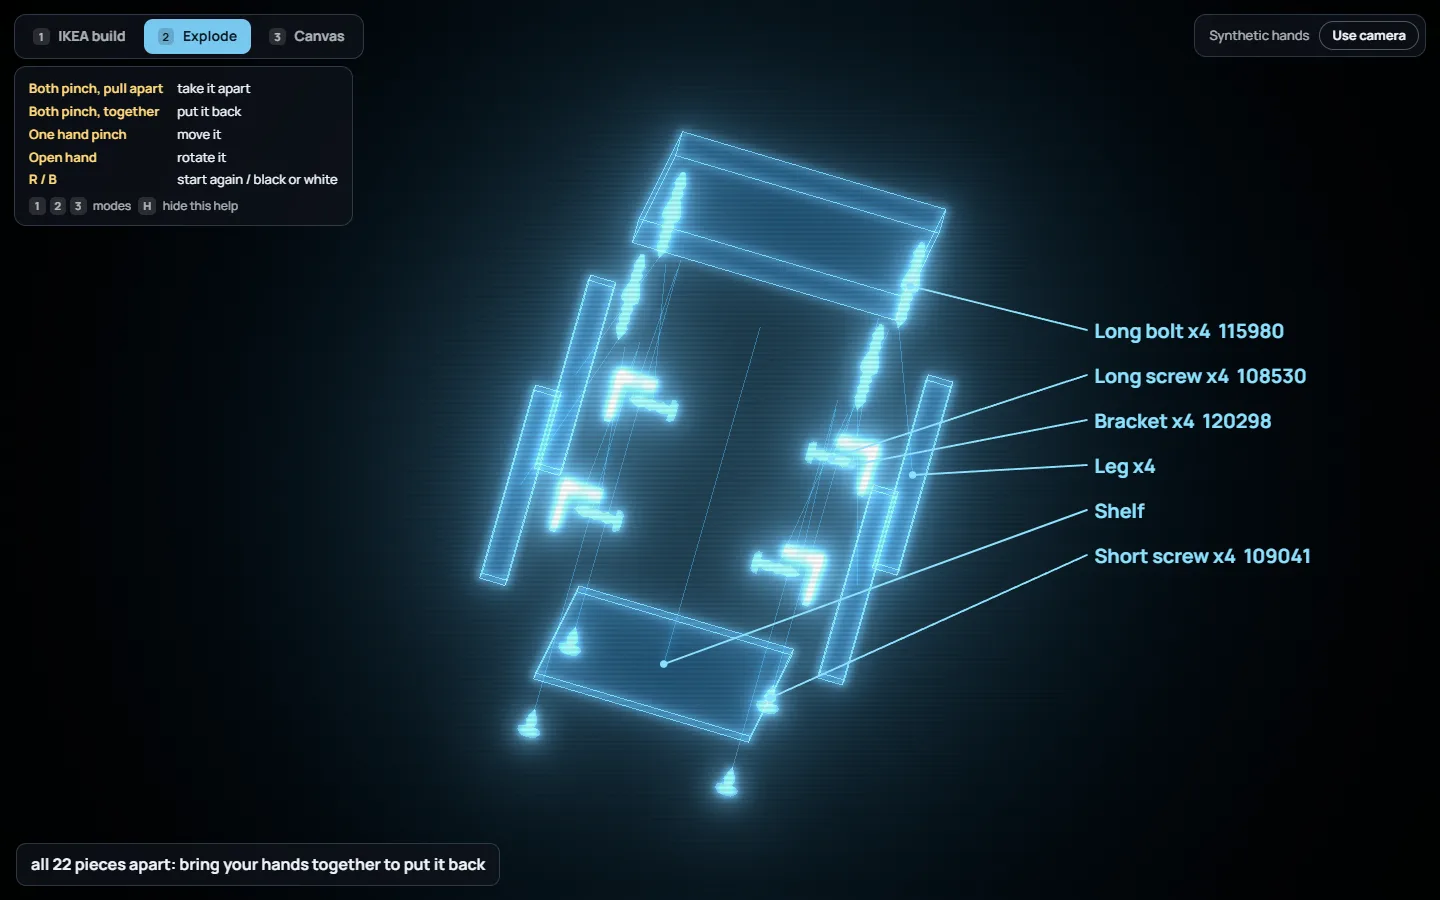 1 IKEA build 2 Explode 3 Canvas
Synthetic hands Use camera
Both pinch, pull apart take it apart
Both pinch, together put it back
One hand pinch move it
Open hand rotate it
R / B start again / black or white
1 2 3 modes H hide this help
Long bolt x4 115980
Long screw x4 108530
Bracket x4 120298
Leg x4
Shelf
Short screw x4 109041
all 22 pieces apart: bring your hands together to put it back